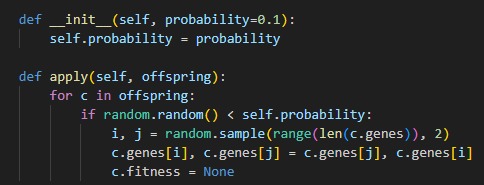 def __init__(self, probability=0.1):
    self.probability = probability

def apply(self, offspring):
    for c in offspring:
        if random.random() < self.probability:
            i, j = random.sample(range(len(c.genes)), 2)
            c.genes[i], c.genes[j] = c.genes[j], c.genes[i]
            c.fitness = None